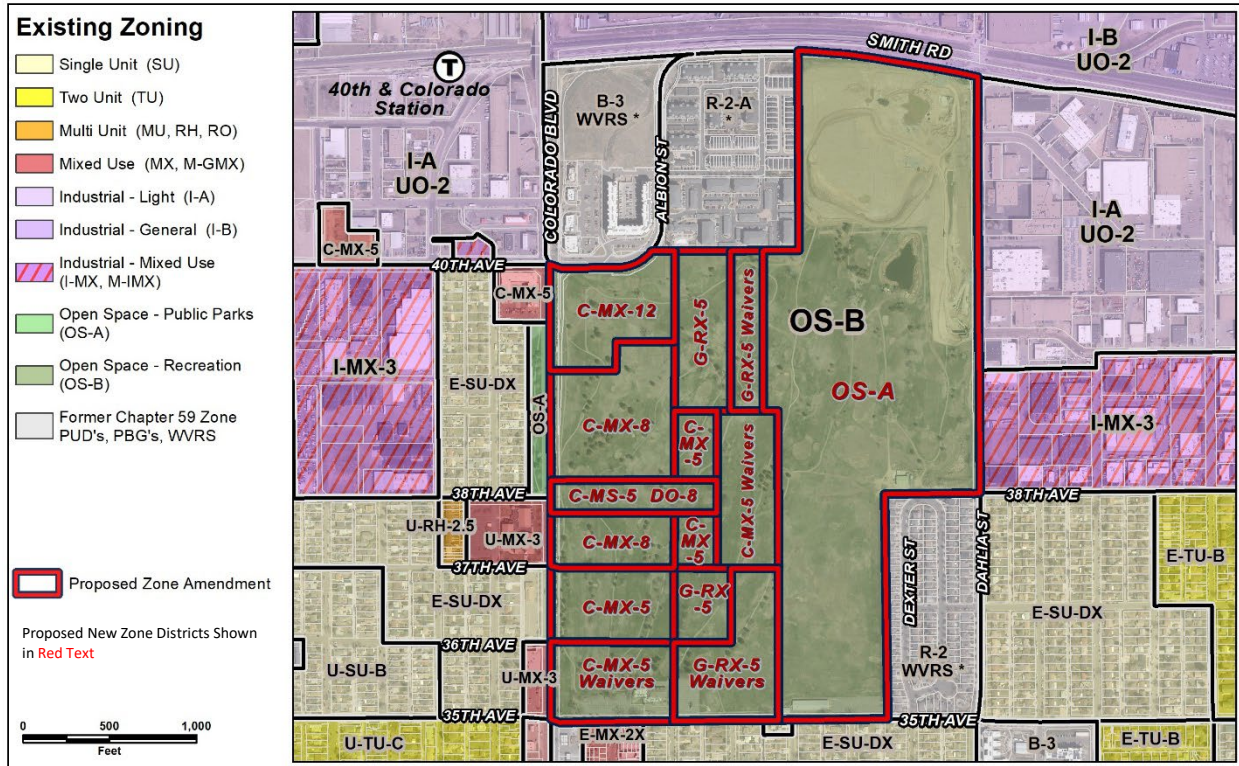 Existing Zoning
Single Unit (SU)
Two Unit (TU)
Multi Unit (MU, RH, RO)
Mixed Use (MX, M-GMX)
Industrial - Light (I-A)
Industrial - General (I-B)
Industrial - Mixed Use
(I-MX, M-IMX)
Open Space - Public Parks
(OS-A)
Open Space - Recreation
(OS-B)
Former Chapter 59 Zone
PUD's, PBG's, WVRS
Proposed Zone Amendment
Proposed New Zone Districts Shown
in Red Text
0 500 1,000
Feet
SMITH RD
I-B
UO-2
T
40th & Colorado
Station
COLORADO BLVD
B-3
WVRS *
ALBION ST
R-2-A
*
I-A
UO-2
I-A
UO-2
C-MX-5
40TH AVE
C-MX-5
C-MX-12
G-RX-5
G-RX-5 Waivers
OS-B
OS-A
I-MX-3
E-SU-DX
OS-A
C-MX-8
C-
MX
-5
C-MX-5 Waivers
I-MX-3
38TH AVE
C-MS-5 DO-8
38TH AVE
U-RH-2.5
U-MX-3
C-MX-8
C-
MX
-5
DEXTER ST
DAHLIA ST
E-TU-B
37TH AVE
E-SU-DX
C-MX-5
G-RX
-5
E-SU-DX
36TH AVE
U-SU-B
U-MX-3
C-MX-5
Waivers
G-RX-5
Waivers
R-2
WVRS *
35TH AVE
35TH AVE
U-TU-C
E-MX-2X
E-SU-DX
B-3
E-TU-B